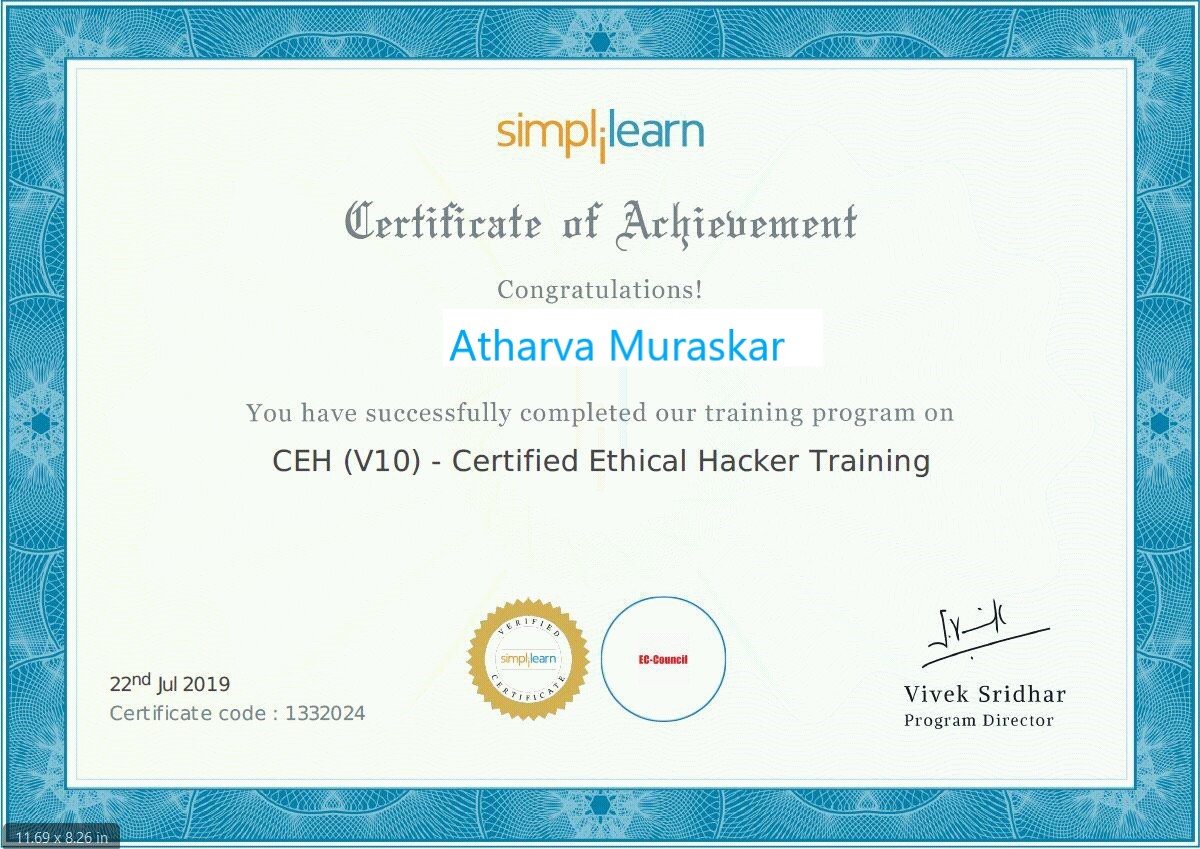 simplilearn
Certificate of Achievement
Congratulations!
Atharva Muraskar
You have successfully completed our training program on
CEH (V10) - Certified Ethical Hacker Training
VERIFIED
simplilearn
CERTIFICATE
EC-Council
22nd Jul 2019
Certificate code : 1332024
Vivek Sridhar
Program Director
11.69 x 8.26 in